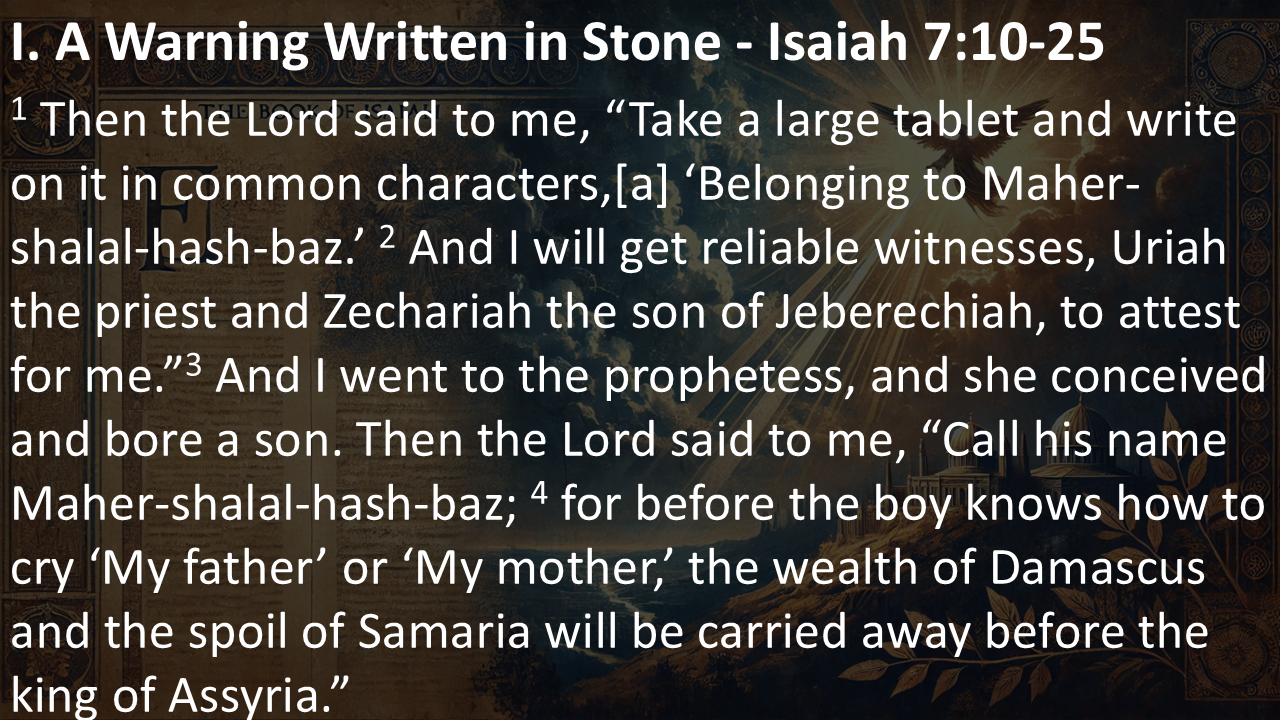 I. A Warning Written in Stone - Isaiah 7:10-25
THE BOOK OF ISAIAH
1 Then the Lord said to me, “Take a large tablet and write
on it in common characters,[a] ‘Belonging to Maher-
shalal-hash-baz.’ 2 And I will get reliable witnesses, Uriah
the priest and Zechariah the son of Jeberechiah, to attest
for me.”3 And I went to the prophetess, and she conceived
and bore a son. Then the Lord said to me, “Call his name
Maher-shalal-hash-baz; 4 for before the boy knows how to
cry ‘My father’ or ‘My mother,’ the wealth of Damascus
and the spoil of Samaria will be carried away before the
king of Assyria.”